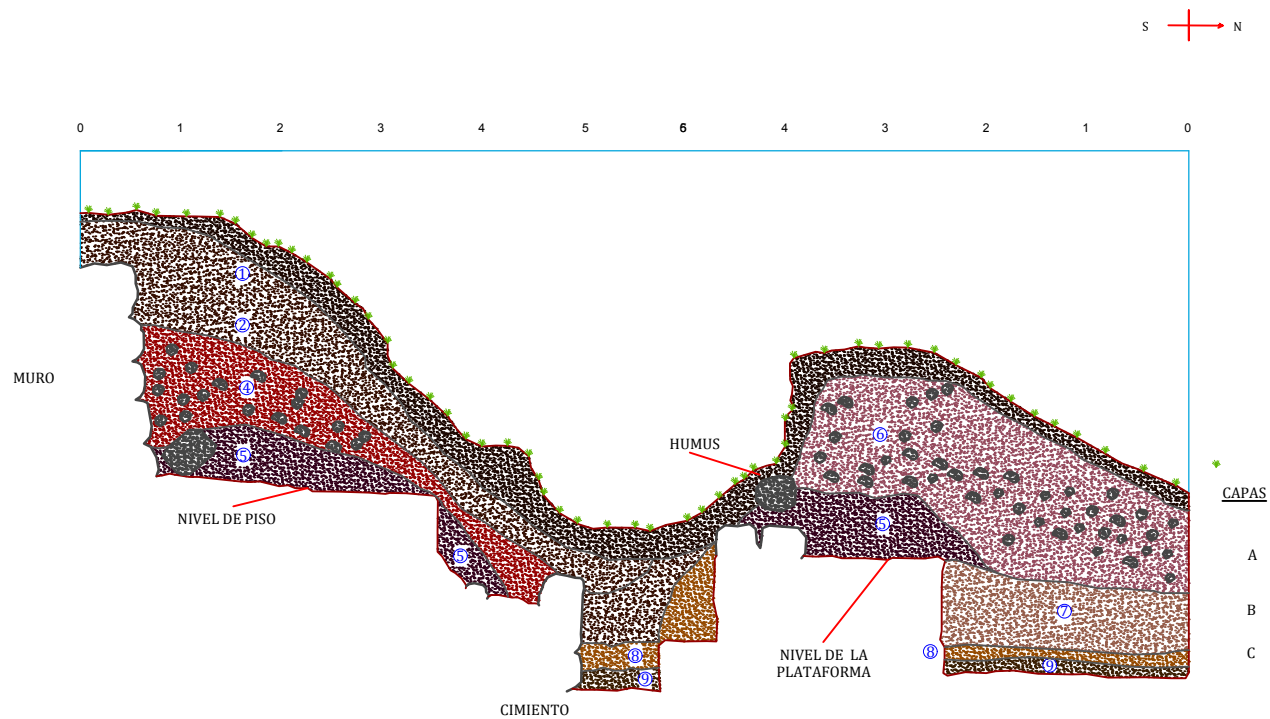 S N
0 1 2 3 4 5 6 4 3 2 1 0
①
②
MURO
④
⑥
HUMUS
⑤
CAPAS
NIVEL DE PISO
⑤
⑤
A
B
⑦
⑧
⑧
C
NIVEL DE LA
PLATAFORMA
⑨
⑨
CIMIENTO